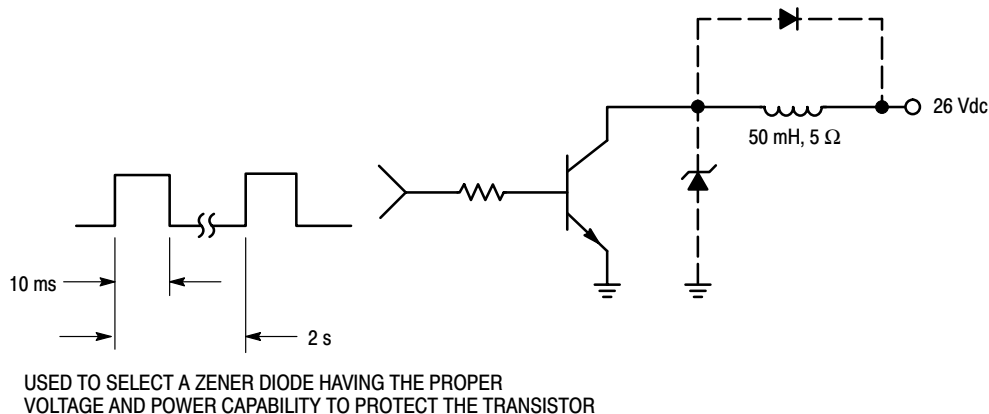 26 Vdc
50 mH, 5 Ω
10 ms
2 s
USED TO SELECT A ZENER DIODE HAVING THE PROPER
VOLTAGE AND POWER CAPABILITY TO PROTECT THE TRANSISTOR